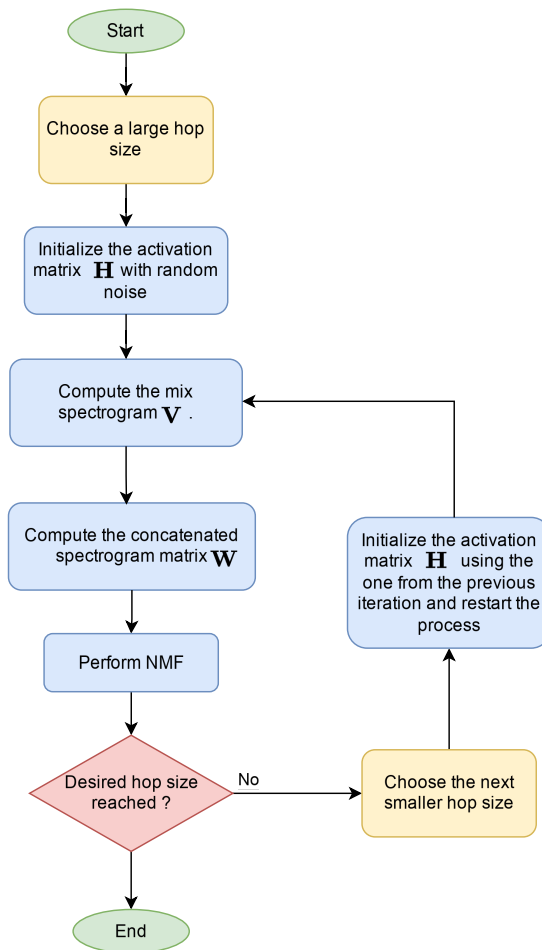 Start
Choose a large hop
size
Initialize the activation
matrix H with random
noise
Compute the mix
spectrogram V .
Compute the concatenated
spectrogram matrix W
Perform NMF
Desired hop size
reached ?
No
Choose the next
smaller hop size
Initialize the activation
matrix H using the
one from the previous
iteration and restart the
process
End